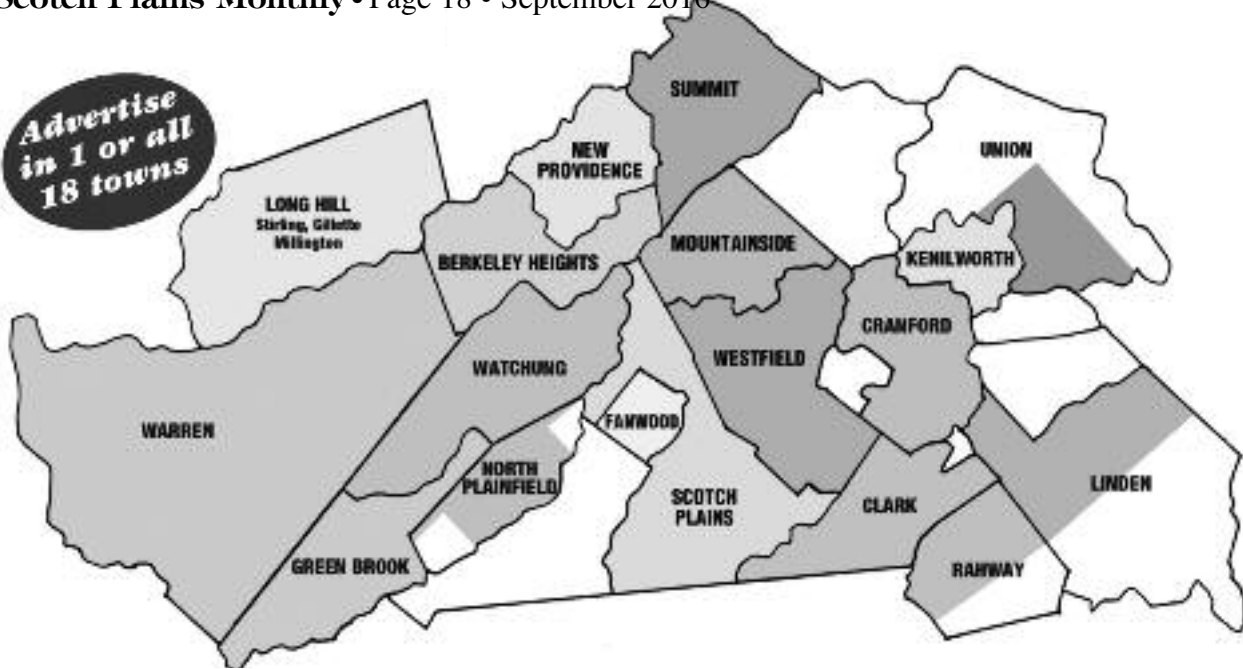 Scotch Plains Monthly • Page 18 • September 2016
Advertise
in 1 or all
18 towns
SUMMIT
NEW
PROVIDENCE
UNION
LONG HILL
Stirling, Gillette
Millington
BERKELEY HEIGHTS
MOUNTAINSIDE
KENILWORTH
CRANFORD
WATCHUNG
WESTFIELD
WARREN
FANWOOD
NORTH
PLAINFIELD
SCOTCH
PLAINS
CLARK
LINDEN
GREEN BROOK
RAHWAY